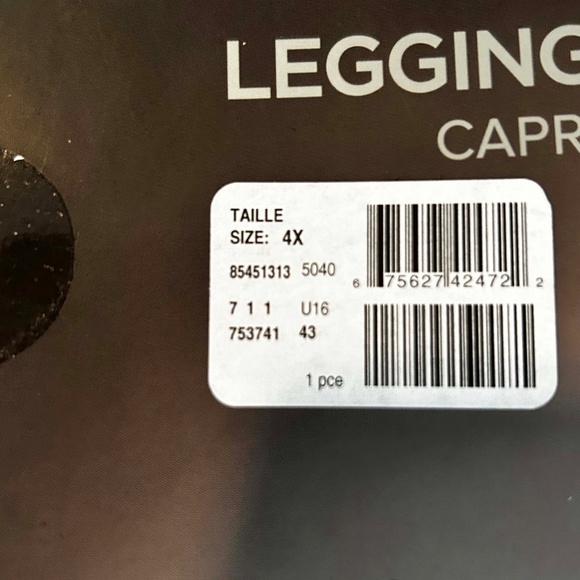 LEGGING
CAPR
TAILLE
SIZE: 4X
85451313 5040
7 1 1 U16
753741 43
1 pce
6 75627 42472 2